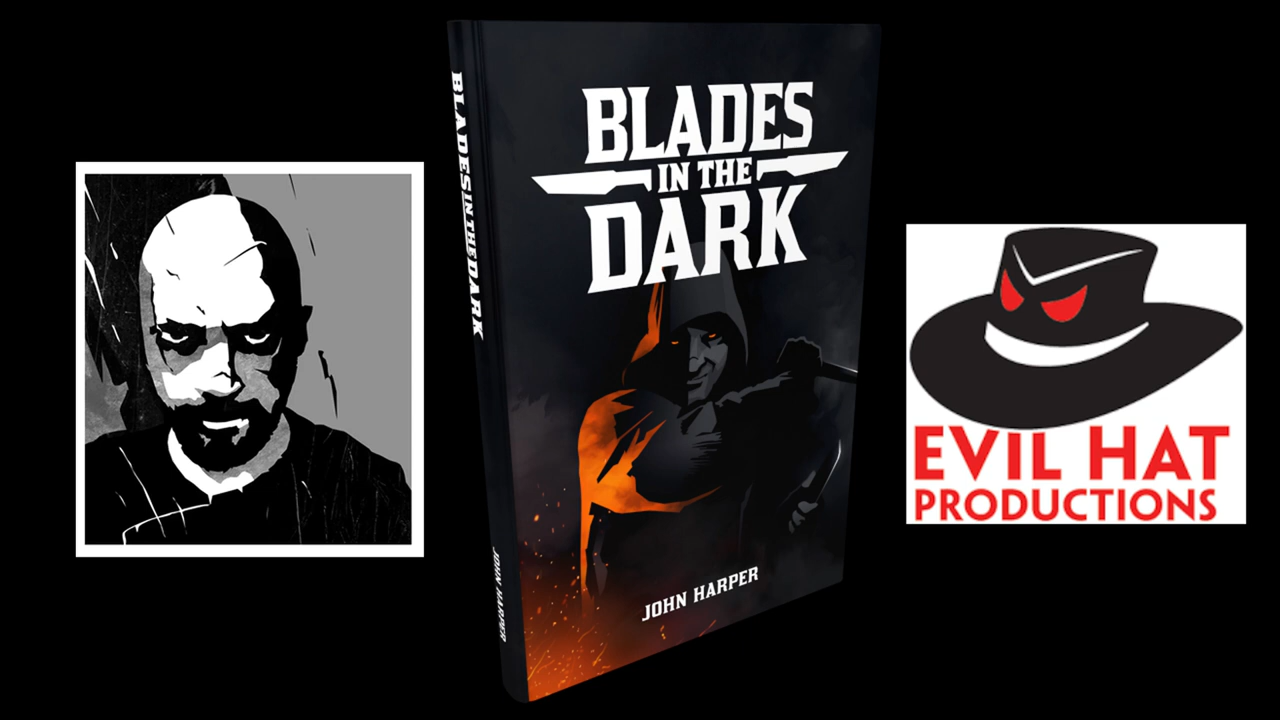 BLADES IN THE DARK
JOHN HARPER
BLADES
IN THE
DARK
JOHN HARPER
EVIL HAT
PRODUCTIONS